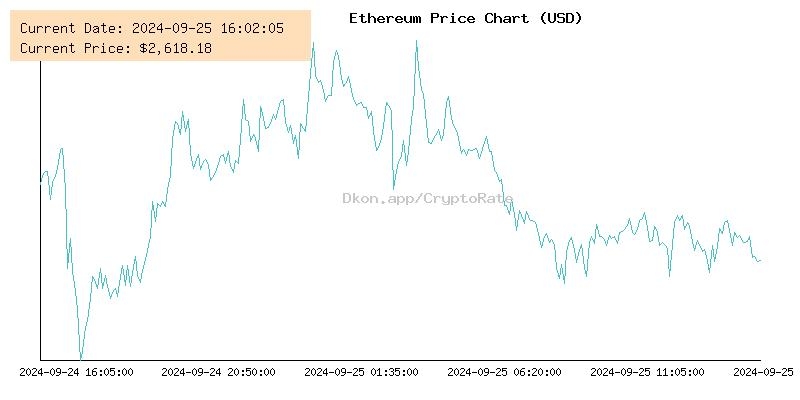 Ethereum Price Chart (USD)
Current Date: 2024-09-25 16:02:05
Current Price: $2,618.18
Dkon.app/CryptoRate
2024-09-24 16:05:00
2024-09-24 20:50:00
2024-09-25 01:35:00
2024-09-25 06:20:00
2024-09-25 11:05:00
2024-09-25